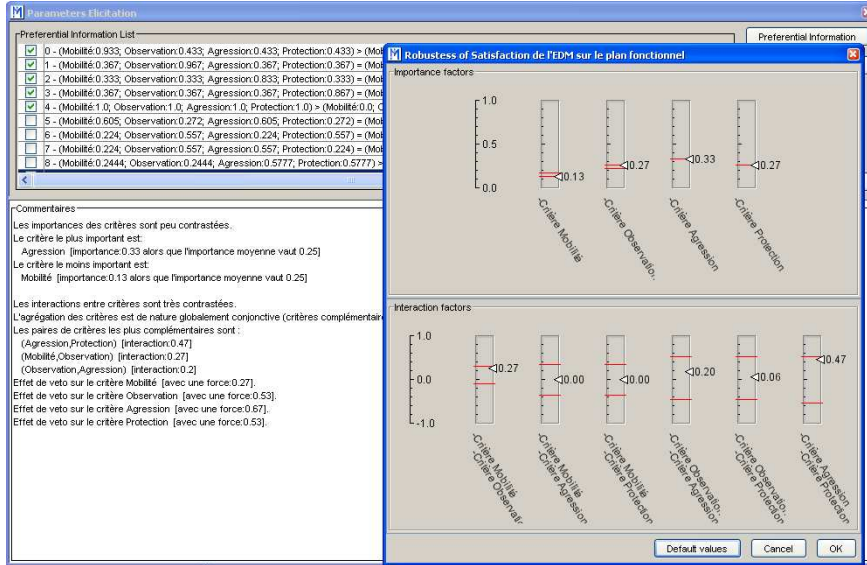 Parameters Elicitation
Preferential Information List
Preferential Information
0 - (Mobilité:0.933; Observation:0.433; Agression:0.433; Protection:0.433) > (Mob
1 - (Mobilité:0.367; Observation:0.967; Agression:0.367; Protection:0.367) = (Mob
2 - (Mobilité:0.333; Observation:0.333; Agression:0.833; Protection:0.333) = (Mob
3 - (Mobilité:0.367; Observation:0.367; Agression:0.367; Protection:0.867) = (Mob
4 - (Mobilité:1.0; Observation:1.0; Agression:1.0; Protection:1.0) > (Mobilité:0.0; O
5 - (Mobilité:0.605; Observation:0.272; Agression:0.605; Protection:0.272) = (Mob
6 - (Mobilité:0.224; Observation:0.557; Agression:0.224; Protection:0.557) = (Mob
7 - (Mobilité:0.224; Observation:0.557; Agression:0.557; Protection:0.224) = (Mob
8 - (Mobilité:0.2444; Observation:0.2444; Agression:0.5777; Protection:0.5777) >
Commentaires
Les importances des critères sont peu contrastées.
Le critère le plus important est:
Agression [importance:0.33 alors que l'importance moyenne vaut 0.25]
Le critère le moins important est:
Mobilité [importance:0.13 alors que l'importance moyenne vaut 0.25]
Les interactions entre critères sont très contrastées.
L'agrégation des critères est de nature globalement conjonctive (critères complémentaire
Les paires de critères les plus complémentaires sont :
(Agression,Protection) [interaction:0.47]
(Mobilité,Observation) [interaction:0.27]
(Observation,Agression) [interaction:0.2]
Effet de veto sur le critère Mobilité [avec une force:0.27].
Effet de veto sur le critère Observation [avec une force:0.53].
Effet de veto sur le critère Agression [avec une force:0.67].
Effet de veto sur le critère Protection [avec une force:0.53].
Robustess of Satisfaction de l'EDM sur le plan fonctionnel
Importance factors
1.0
0.5
0.0
0.13
0.27
0.33
0.27
-Critère Mobilité
-Critère Observatio..
-Critère Agression
-Critère Protection
Interaction factors
1.0
0.0
-1.0
0.27
0.00
0.00
0.20
0.06
0.47
-Critère Mobilité
-Critère Observati..
-Critère Mobilité
-Critère Agression
-Critère Mobilité
-Critère Protection
-Critère Observatio..
-Critère Agression
-Critère Observatio..
-Critère Protection
-Critère Agression
-Critère Protection
Default values
Cancel
OK